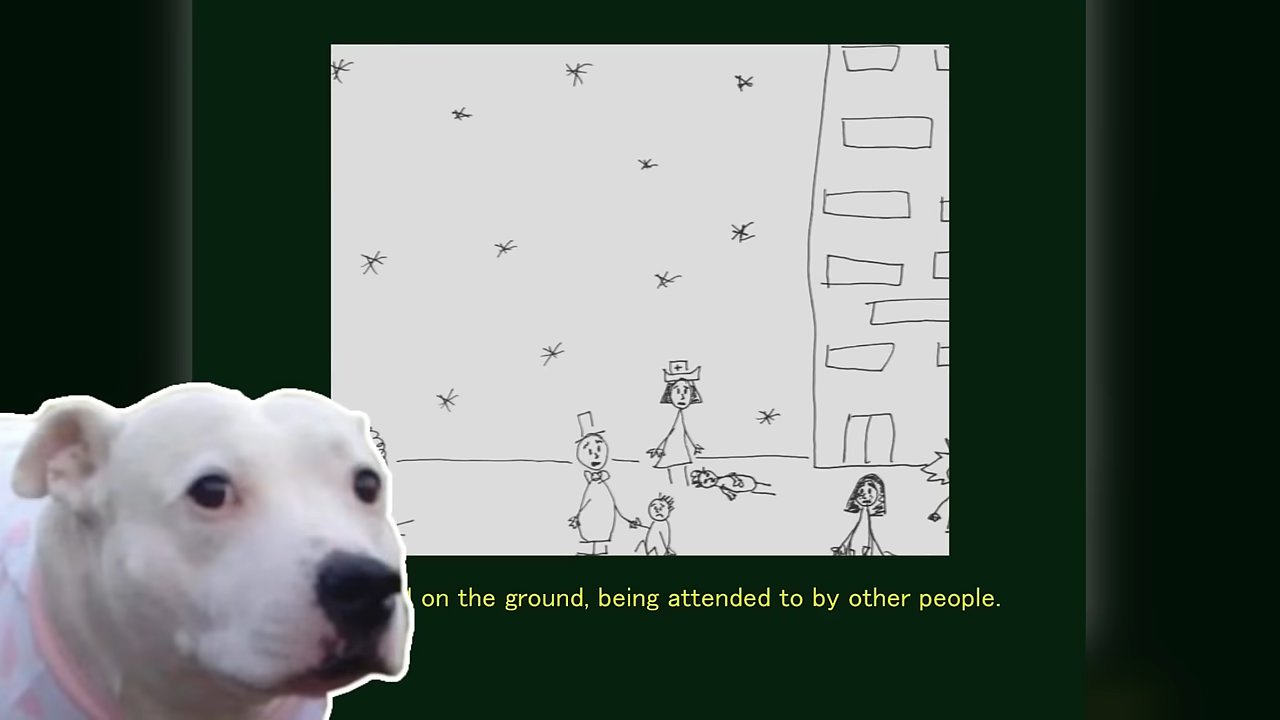 on the ground, being attended to by other people.